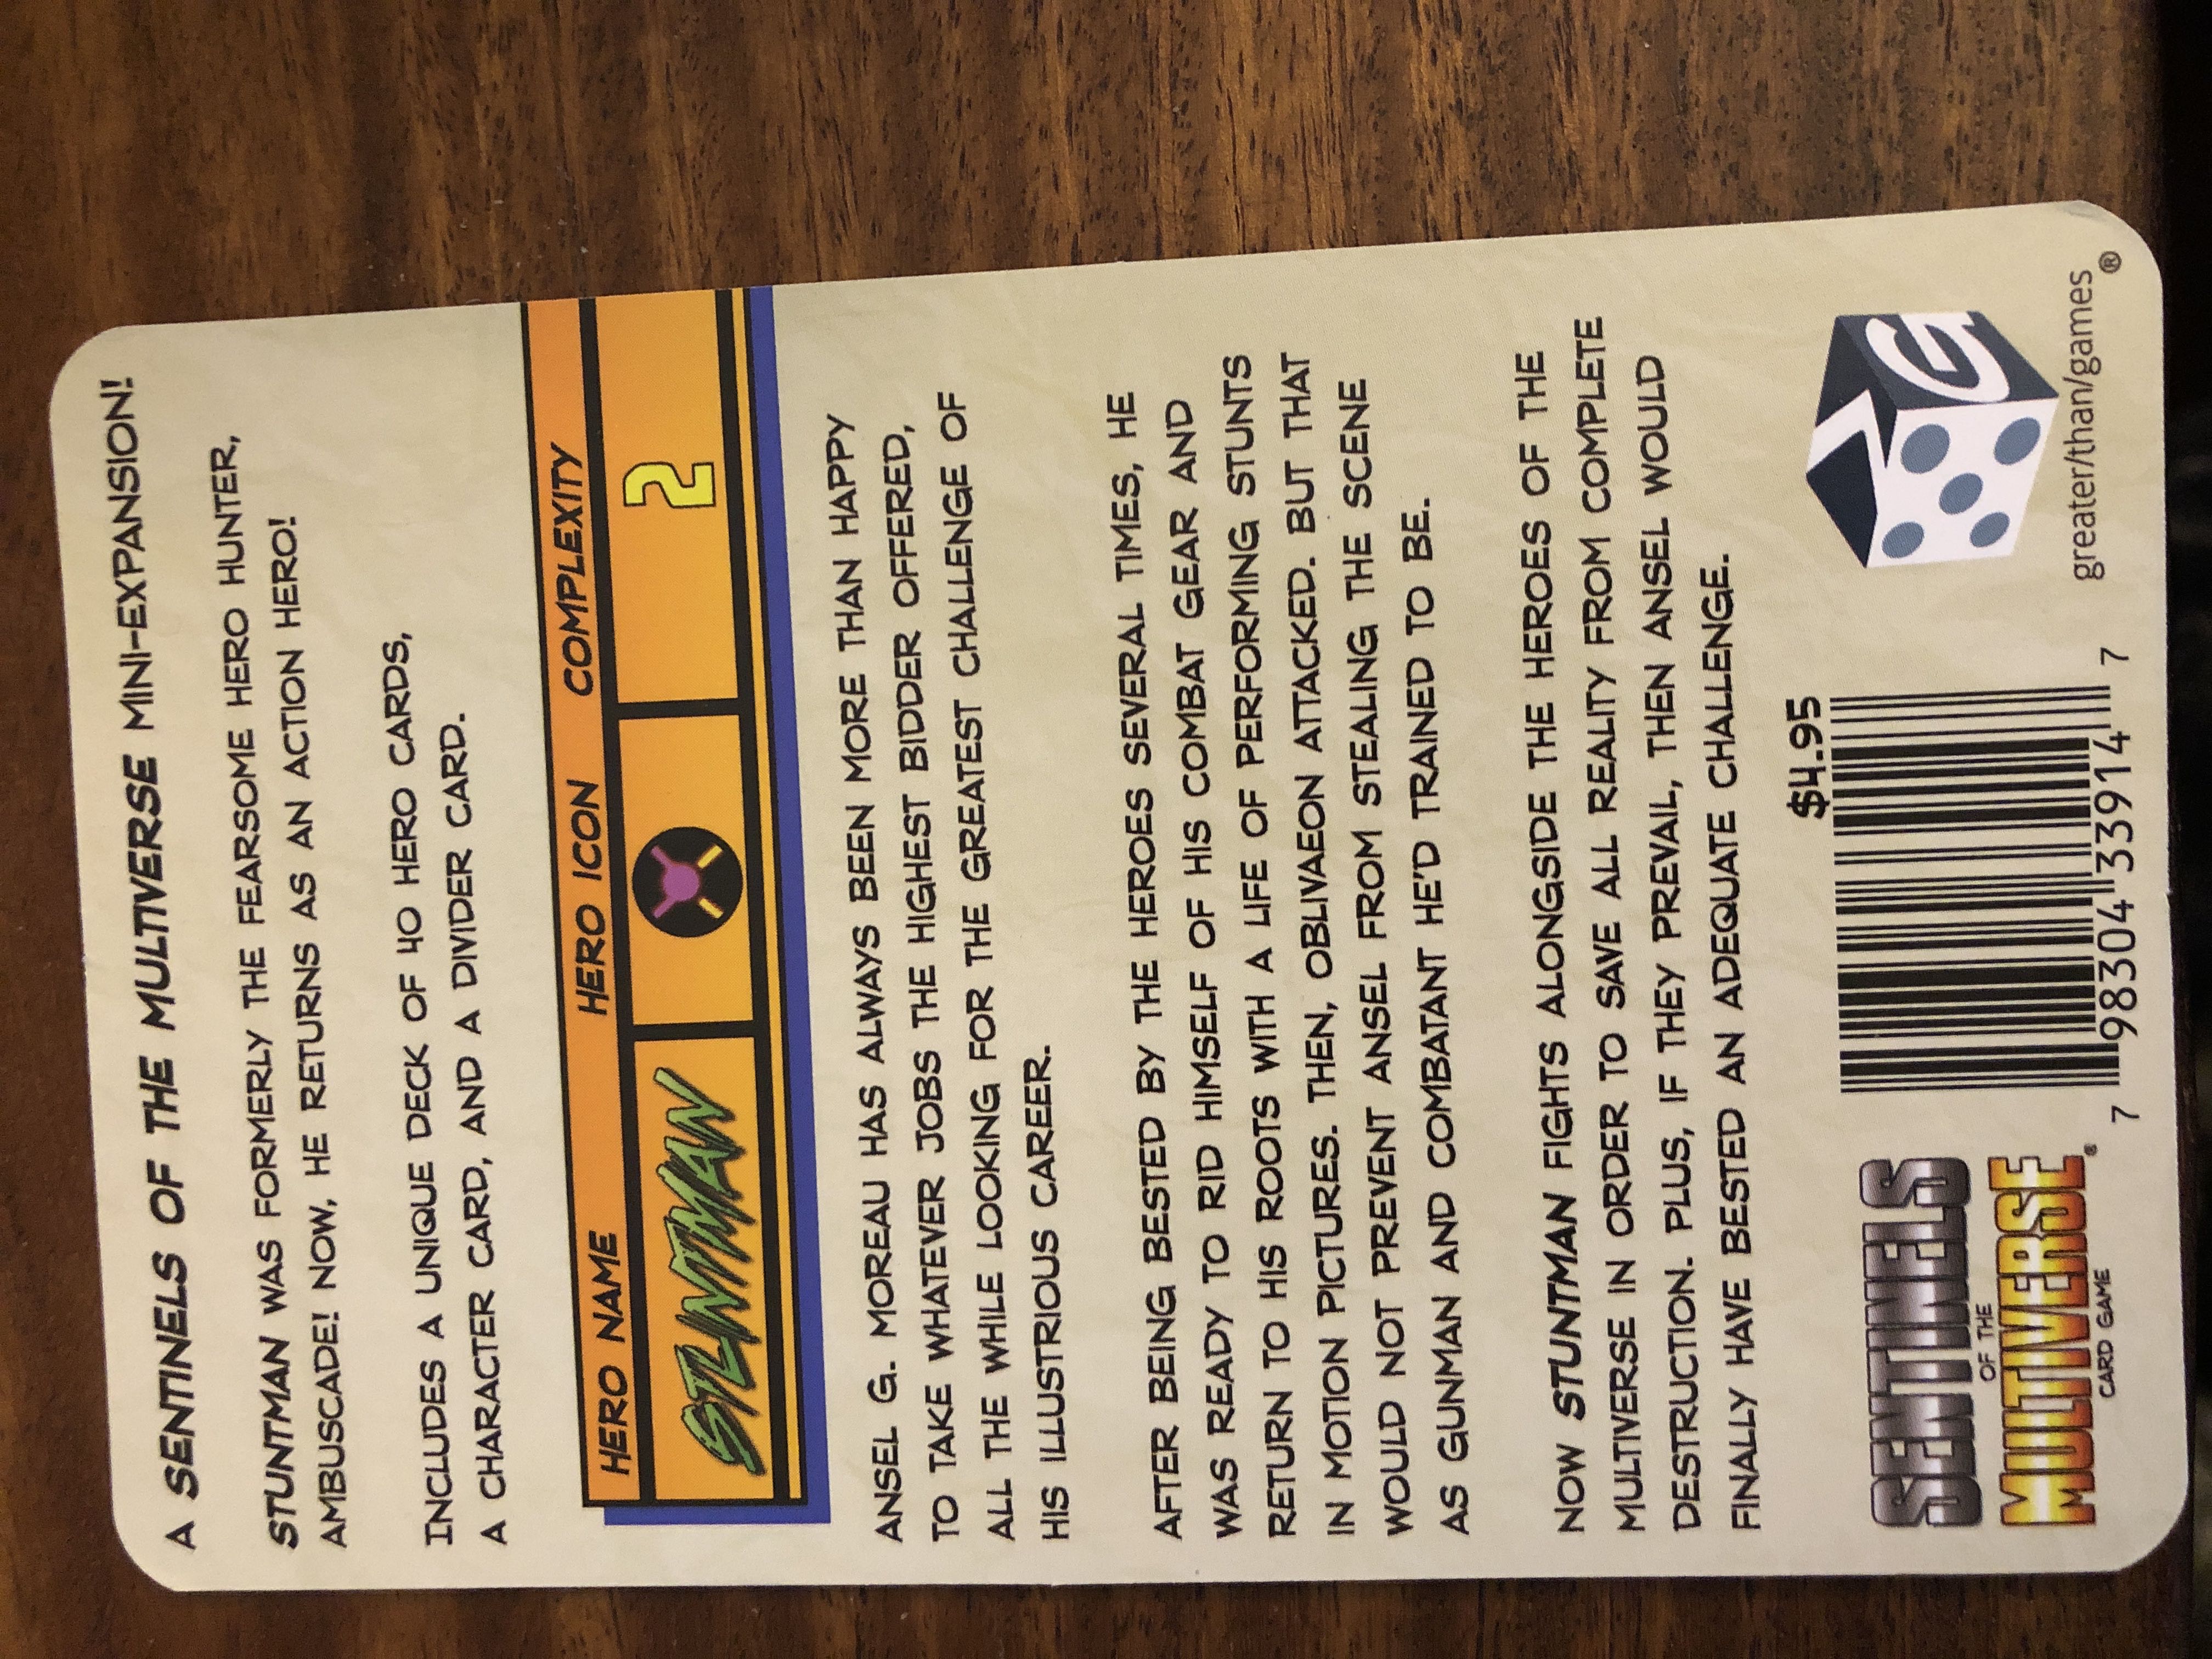 A SENTINELS OF THE MULTIVERSE MINI-EXPANSION!
STUNTMAN WAS FORMERLY THE FEARSOME HERO HUNTER,
AMBUSCADE! NOW, HE RETURNS AS AN ACTION HERO!
INCLUDES A UNIQUE DECK OF 40 HERO CARDS,
A CHARACTER CARD, AND A DIVIDER CARD.
HERO NAME HERO ICON COMPLEXITY
STUNTMAN 2
ANSEL G. MOREAU HAS ALWAYS BEEN MORE THAN HAPPY
TO TAKE WHATEVER JOBS THE HIGHEST BIDDER OFFERED,
ALL THE WHILE LOOKING FOR THE GREATEST CHALLENGE OF
HIS ILLUSTRIOUS CAREER.
AFTER BEING BESTED BY THE HEROES SEVERAL TIMES, HE
WAS READY TO RID HIMSELF OF HIS COMBAT GEAR AND
RETURN TO HIS ROOTS WITH A LIFE OF PERFORMING STUNTS
IN MOTION PICTURES. THEN, OBLIVAEON ATTACKED. BUT THAT
WOULD NOT PREVENT ANSEL FROM STEALING THE SCENE
AS GUNMAN AND COMBATANT HE'D TRAINED TO BE.
NOW STUNTMAN FIGHTS ALONGSIDE THE HEROES OF THE
MULTIVERSE IN ORDER TO SAVE ALL REALITY FROM COMPLETE
DESTRUCTION. PLUS, IF THEY PREVAIL, THEN ANSEL WOULD
FINALLY HAVE BESTED AN ADEQUATE CHALLENGE.
$4.95
SENTINELS
OF THE
MULTIVERSE®
CARD GAME
7 98304 33914 7
G
greater/than/games®